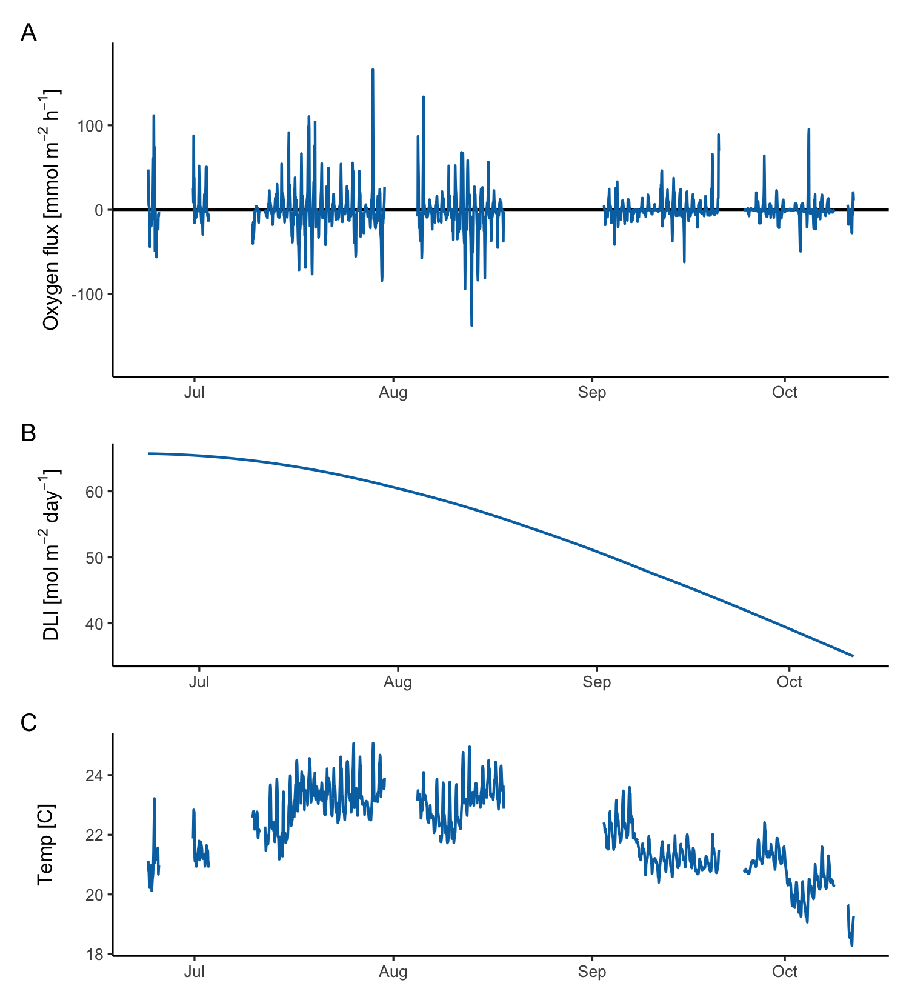 A
Oxygen flux [mmol m⁻² h⁻¹]
100
0
-100
Jul Aug Sep Oct
B
DLI [mol m⁻² day⁻¹]
60
50
40
Jul Aug Sep Oct
C
Temp [C]
24
22
20
18
Jul Aug Sep Oct